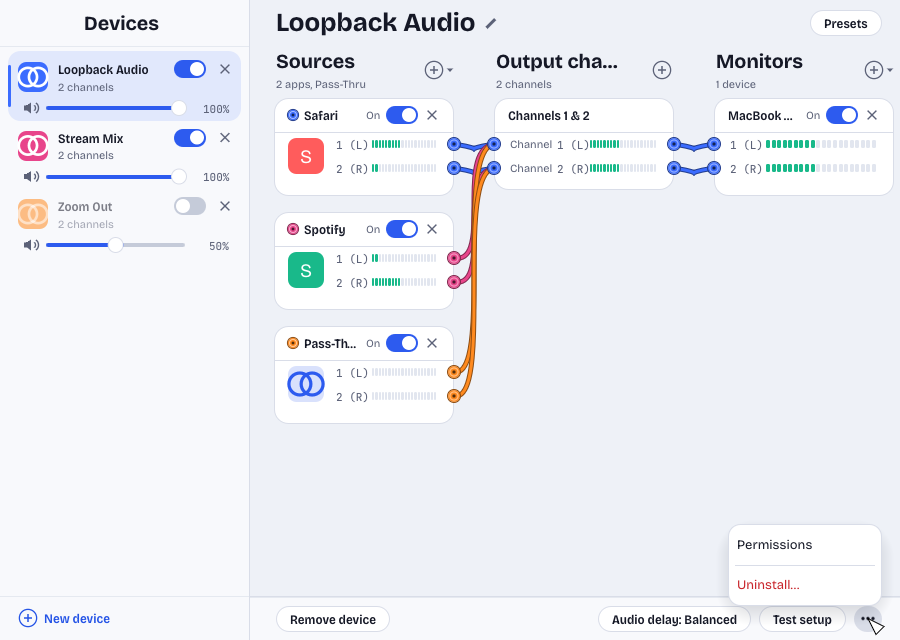 Devices
Loopback Audio
2 channels
100%
Stream Mix
2 channels
100%
Zoom Out
2 channels
50%
New device
Loopback Audio
Presets
Sources
2 apps, Pass-Thru
Output cha...
2 channels
Monitors
1 device
Safari
On
S
1 (L)
2 (R)
Spotify
On
S
1 (L)
2 (R)
Pass-Th...
On
1 (L)
2 (R)
Channels 1 & 2
Channel 1 (L)
Channel 2 (R)
MacBook ...
On
1 (L)
2 (R)
Permissions
Uninstall...
Remove device
Audio delay: Balanced
Test setup